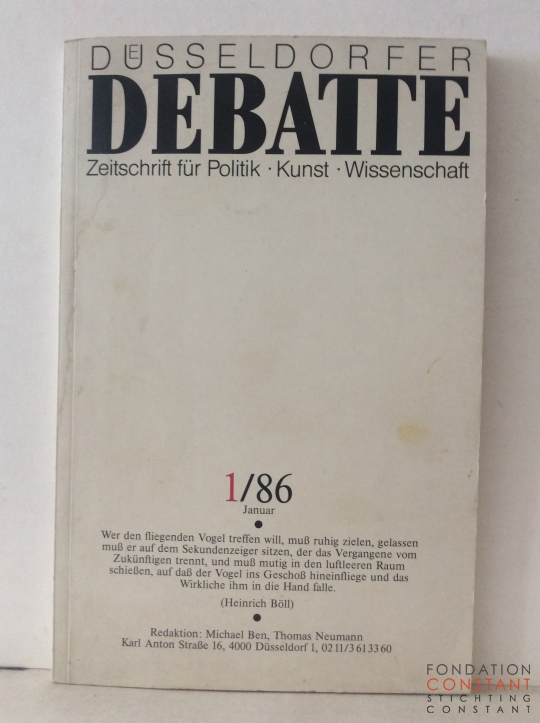 DÜSSELDORFER
DEBATTE
Zeitschrift für Politik · Kunst · Wissenschaft
1/86
Januar
●
Wer den fliegenden Vogel treffen will, muß ruhig zielen, gelassen
muß er auf dem Sekundenzeiger sitzen, der das Vergangene vom
Zukünftigen trennt, und muß mutig in den luftleeren Raum
schießen, auf daß der Vogel ins Geschoß hineinfliege und das
Wirkliche ihm in die Hand falle.
(Heinrich Böll)
●
Redaktion: Michael Ben, Thomas Neumann
Karl Anton Straße 16, 4000 Düsseldorf 1, 02 11/3 61 33 60
FONDATION
CONSTANT
STICHTING
CONSTANT